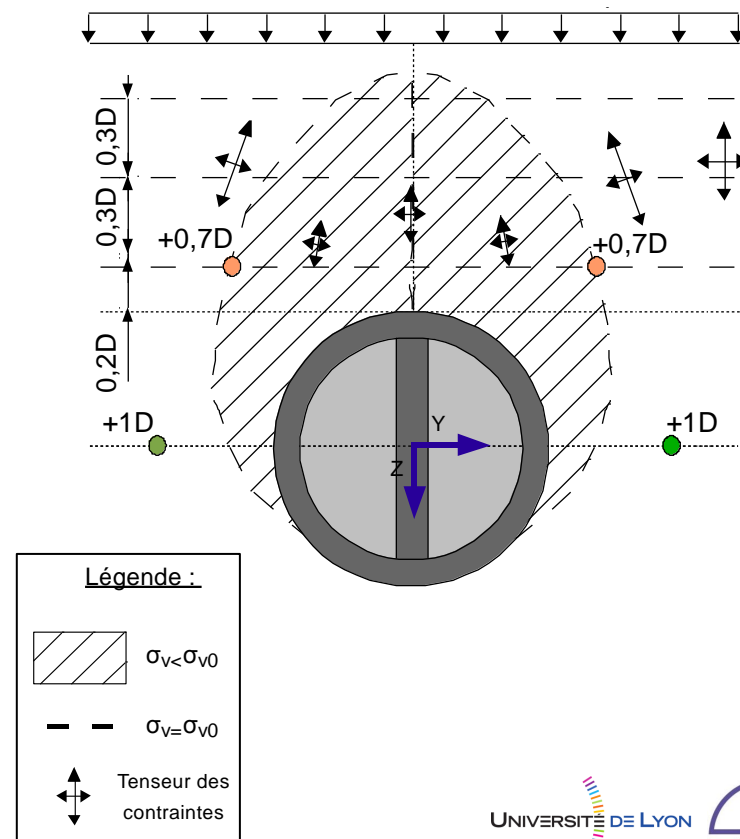 0,3D
0,3D
+0,7D
+0,7D
0,2D
+1D
+1D
Y
Z
Légende :
σv<σv0
σv=σv0
Tenseur des
contraintes
UNIVERSITÉ DE LYON